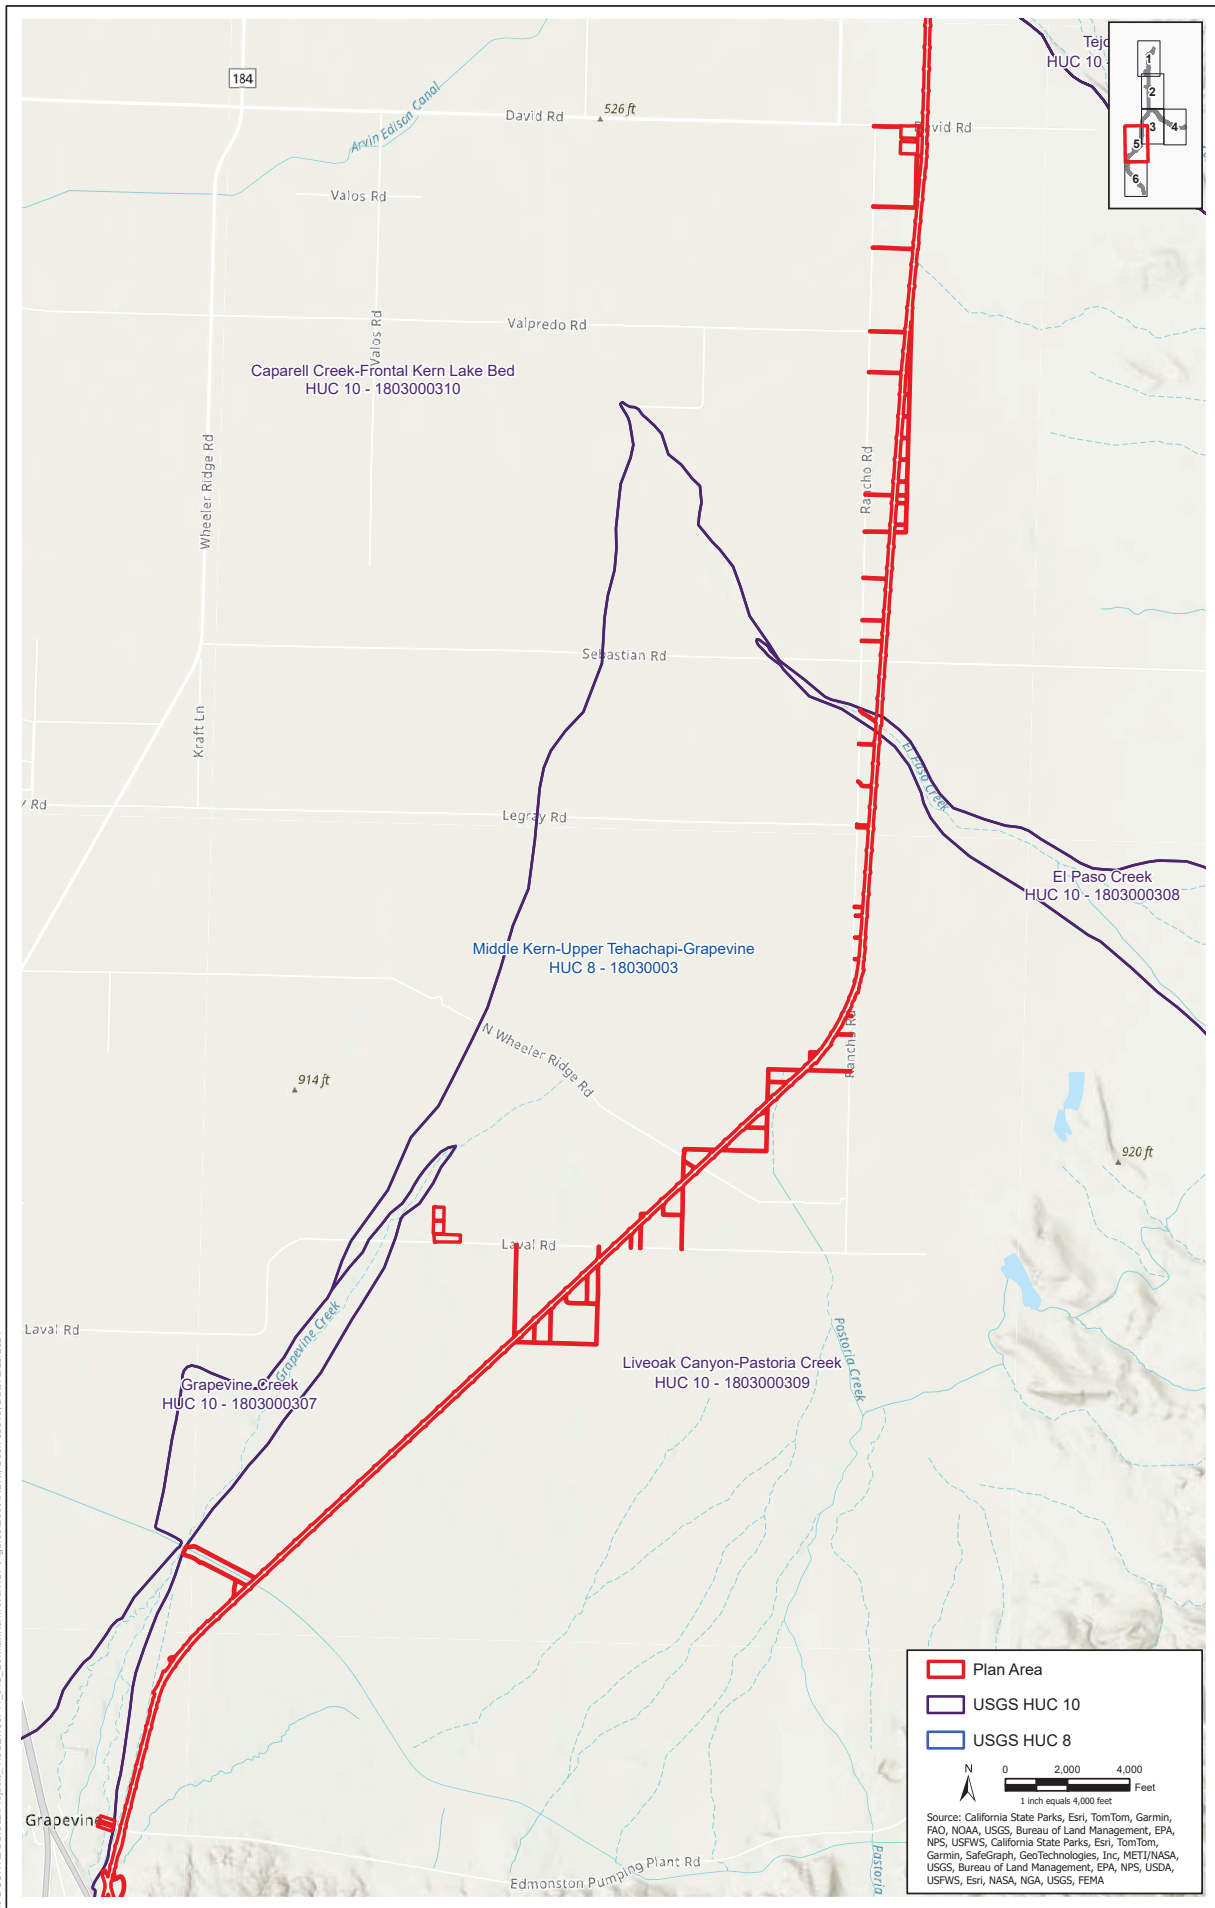 Tejo
HUC 10 -
1
2
3
4
5
6
184
Arvin Edison Canal
David Rd
526 ft
David Rd
Valos Rd
Valpredo Rd
Valos Rd
Caparell Creek-Frontal Kern Lake Bed
HUC 10 - 1803000310
Wheeler Ridge Rd
Rancho Rd
Sebastian Rd
Kraft Ln
El Paso Creek
y Rd
Legray Rd
El Paso Creek
HUC 10 - 1803000308
Middle Kern-Upper Tehachapi-Grapevine
HUC 8 - 18030003
N Wheeler Ridge Rd
Rancho Rd
914 ft
920 ft
Laval Rd
Laval Rd
Grapevine Creek
Pastoria Creek
Liveoak Canyon-Pastoria Creek
HUC 10 - 1803000309
Grapevine Creek
HUC 10 - 1803000307
Grapevine
Edmonston Pumping Plant Rd
Pastoria
Plan Area
USGS HUC 10
USGS HUC 8
N
0 2,000 4,000
Feet
1 inch equals 4,000 feet
Source: California State Parks, Esri, TomTom, Garmin,
FAO, NOAA, USGS, Bureau of Land Management, EPA,
NPS, USFWS, California State Parks, Esri, TomTom,
Garmin, SafeGraph, GeoTechnologies, Inc, METI/NASA,
USGS, Bureau of Land Management, EPA, NPS, USDA,
USFWS, Esri, NASA, NGA, USGS, FEMA